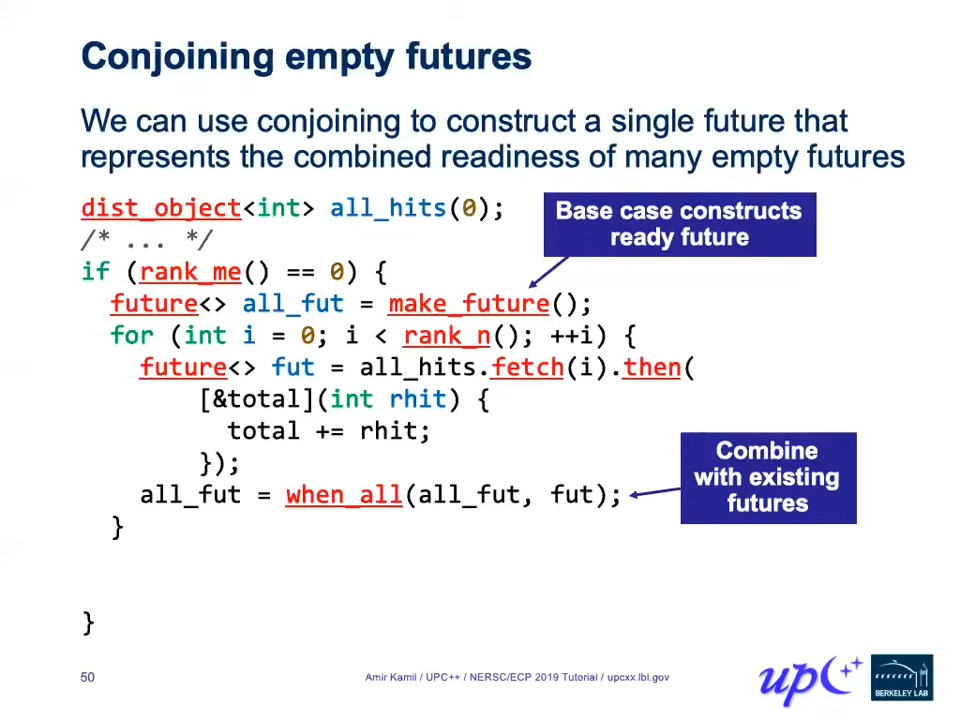 Conjoining empty futures
We can use conjoining to construct a single future that
represents the combined readiness of many empty futures
dist_object<int> all_hits(0);
/* ... */
if (rank_me() == 0) {
future<> all_fut = make_future();
for (int i = 0; i < rank_n(); ++i) {
future<> fut = all_hits.fetch(i).then(
[&total](int rhit) {
total += rhit;
});
all_fut = when_all(all_fut, fut);
}
}
Base case constructs
ready future
Combine
with existing
futures
50
Amir Kamil / UPC++ / NERSC/ECP 2019 Tutorial / upcxx.lbl.gov
upc++
BERKELEY LAB